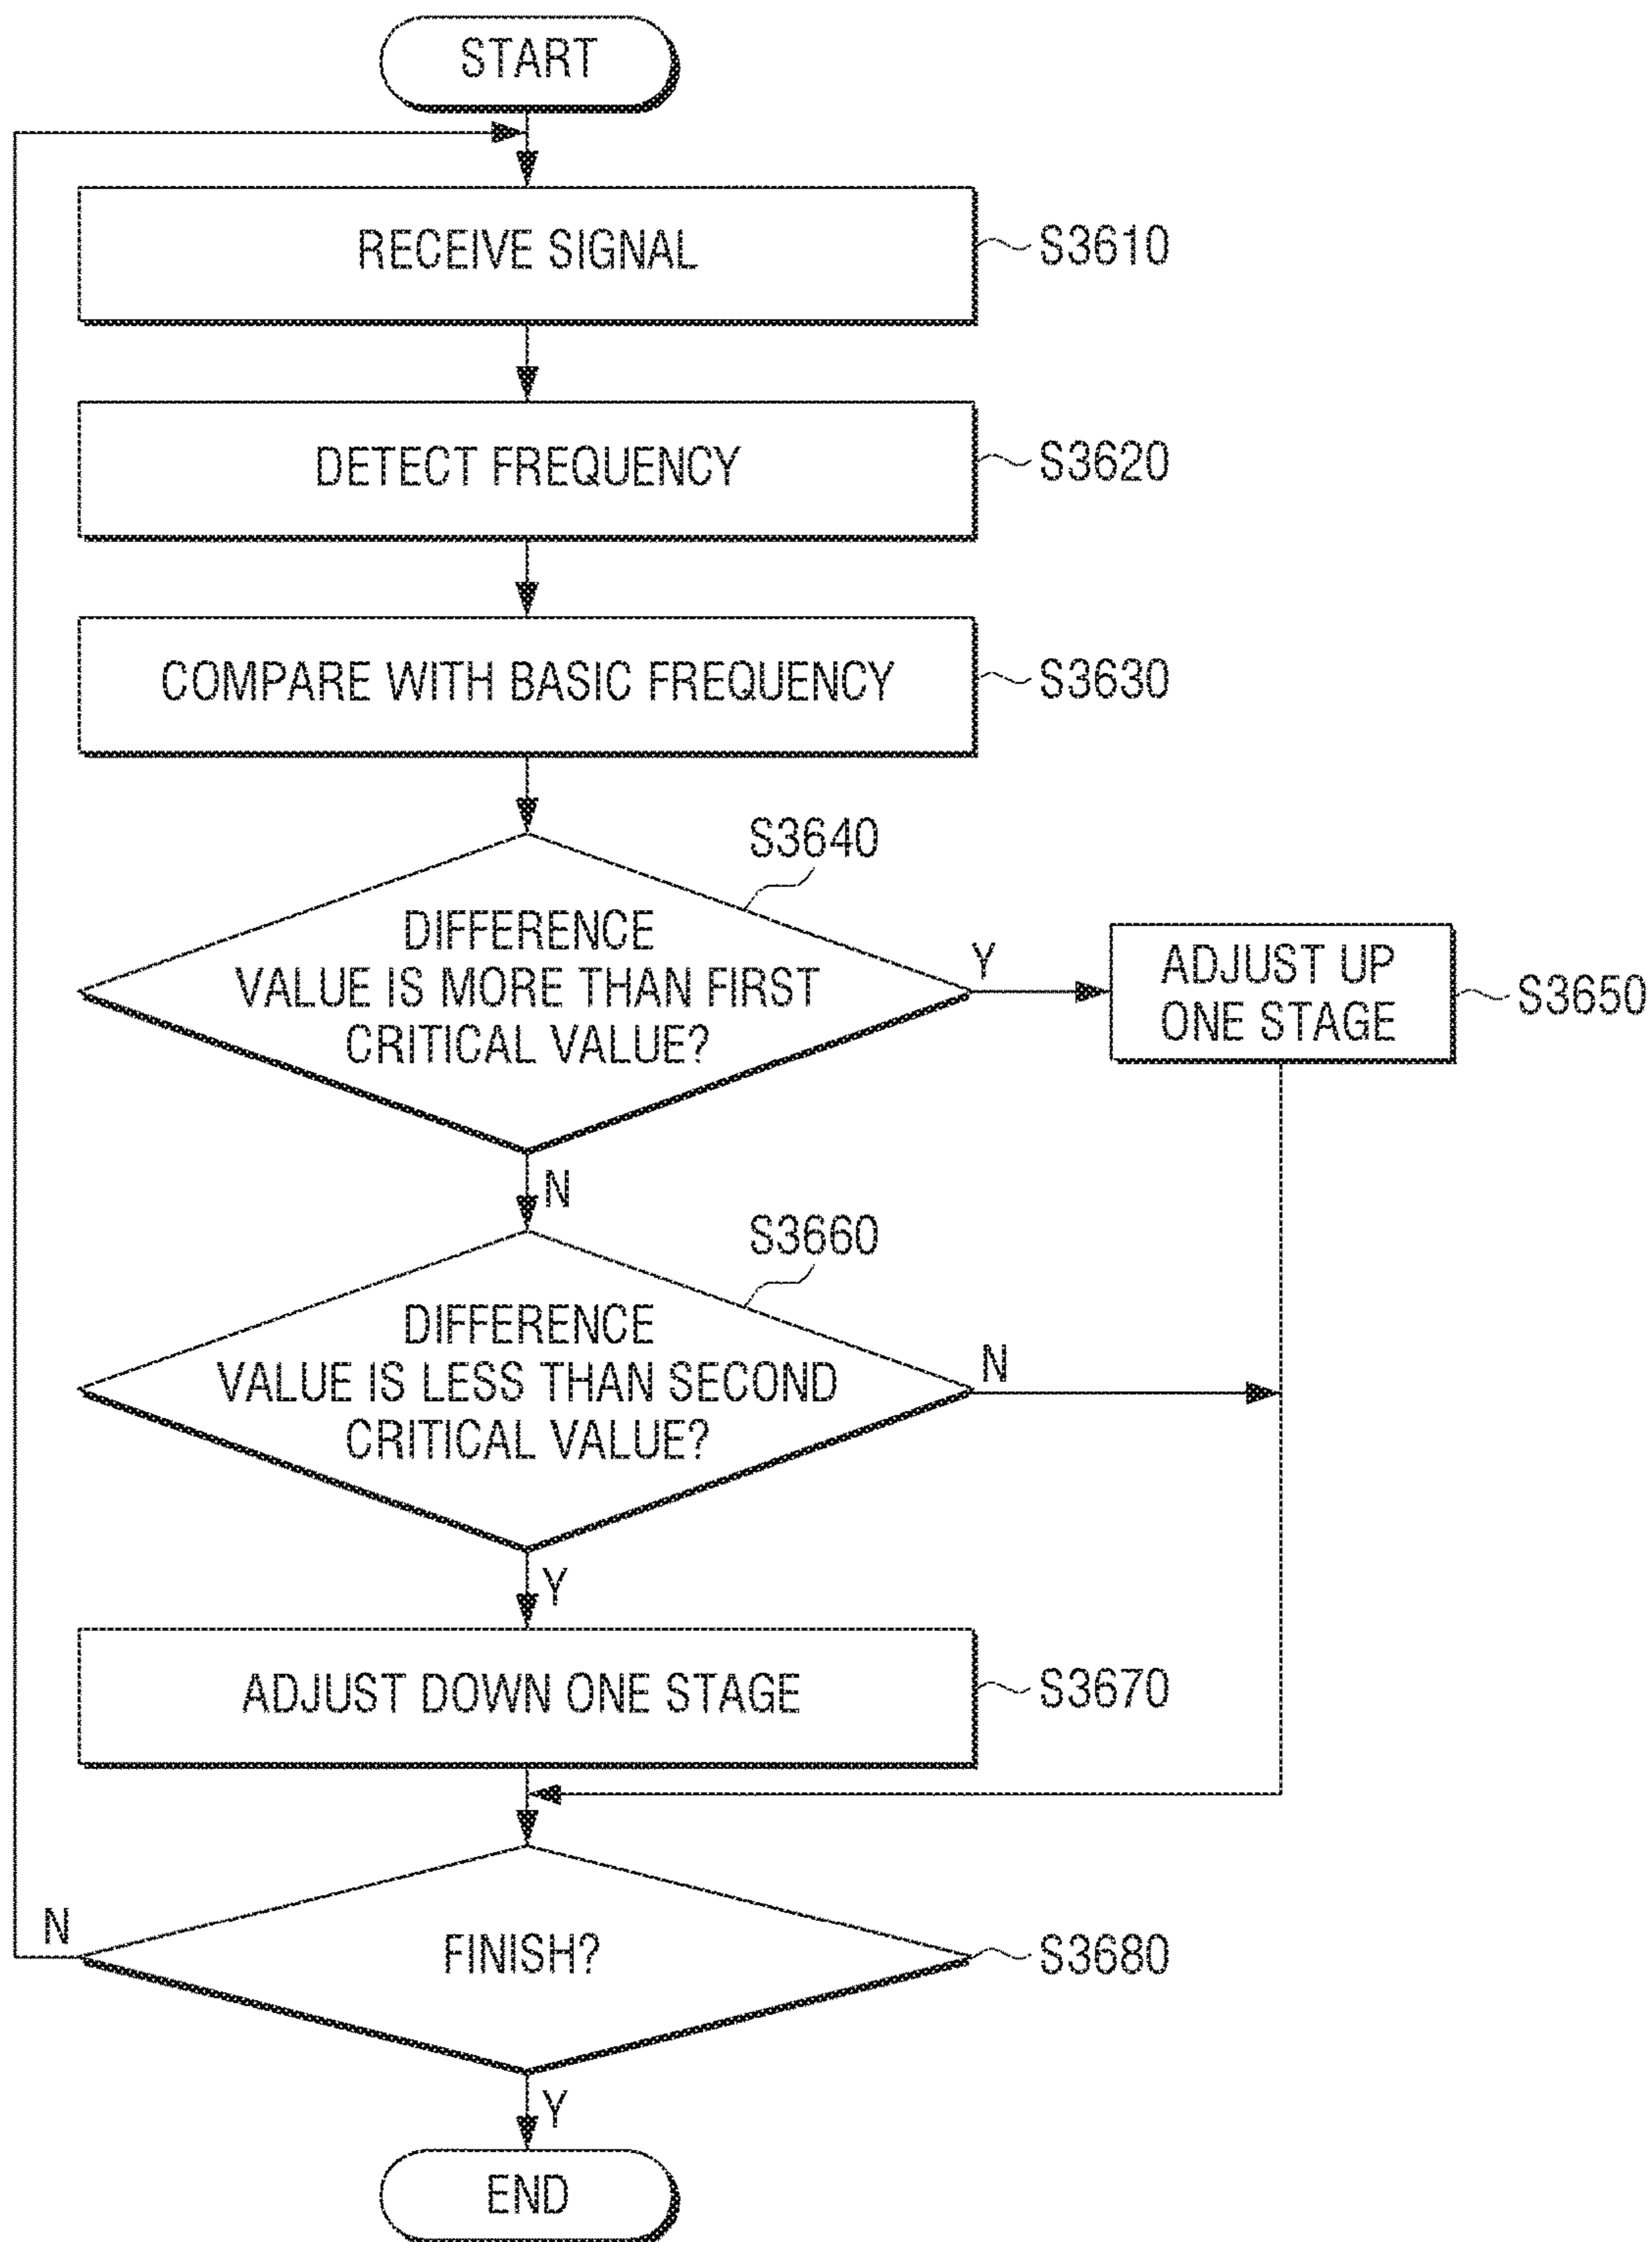 START
RECEIVE SIGNAL
S3610
DETECT FREQUENCY
S3620
COMPARE WITH BASIC FREQUENCY
S3630
S3640
DIFFERENCE
VALUE IS MORE THAN FIRST
CRITICAL VALUE?
Y
ADJUST UP
ONE STAGE
S3650
N
S3660
DIFFERENCE
VALUE IS LESS THAN SECOND
CRITICAL VALUE?
N
Y
ADJUST DOWN ONE STAGE
S3670
N
FINISH?
S3680
Y
END